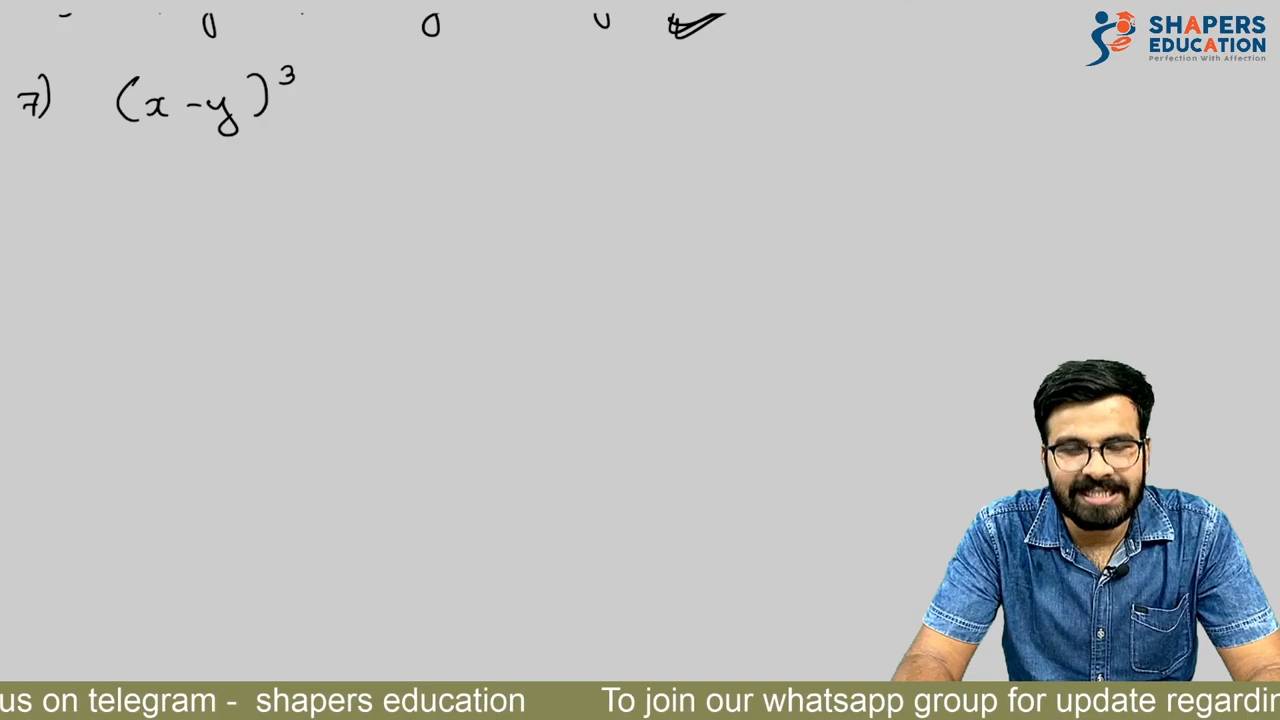 SHAPERS
EDUCATION
Perfection With Affection
7) (x - y)³
us on telegram - shapers education To join our whatsapp group for update regardin